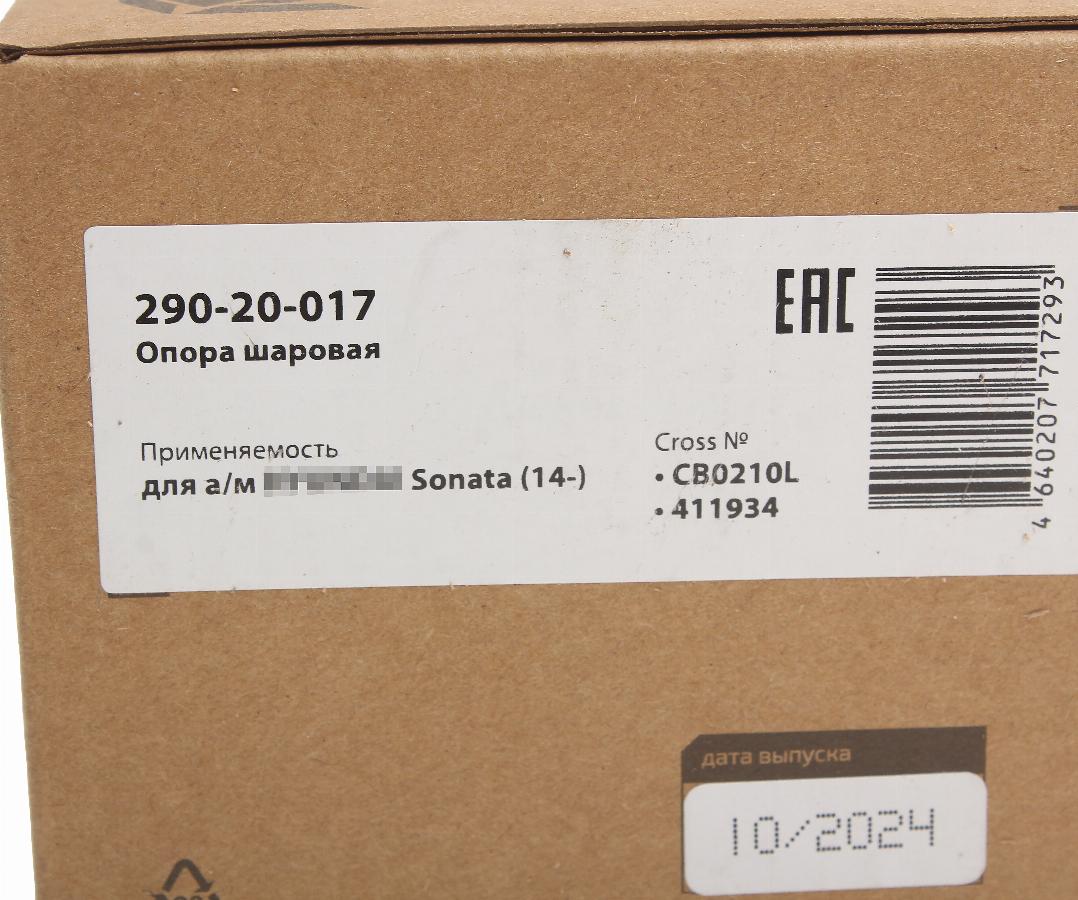 290-20-017
Опора шаровая
EAC
Применяемость
для а/м Sonata (14-)
Cross №
• CB0210L
• 411934
4 640207 717293
дата выпуска
10/2024